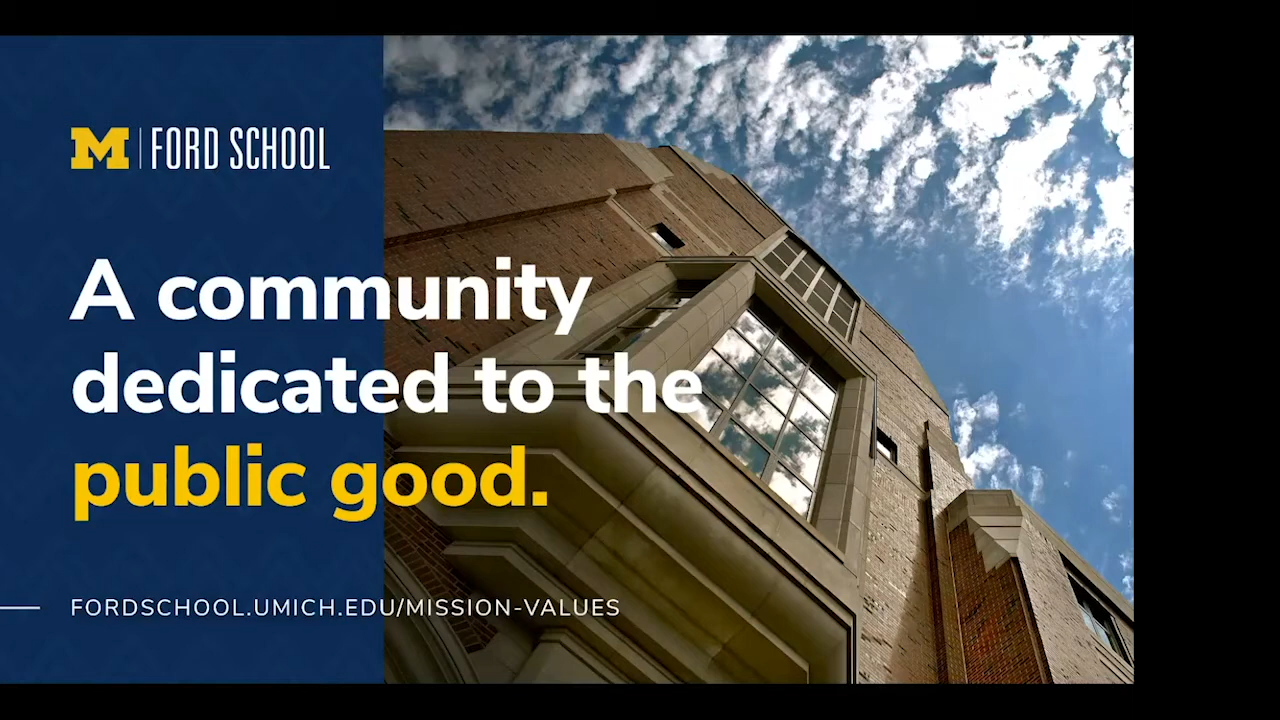 M | FORD SCHOOL
A community
dedicated to the
public good.
FORDSCHOOL.UMICH.EDU/MISSION-VALUES